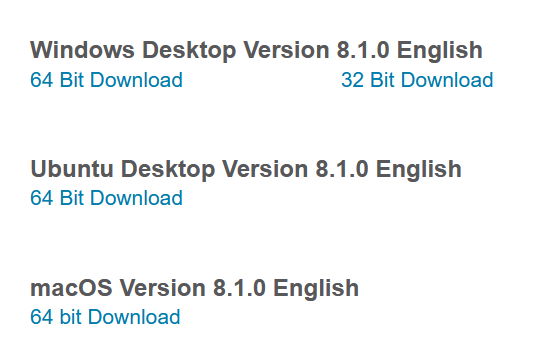 Windows Desktop Version 8.1.0 English
64 Bit Download 32 Bit Download
Ubuntu Desktop Version 8.1.0 English
64 Bit Download
macOS Version 8.1.0 English
64 bit Download